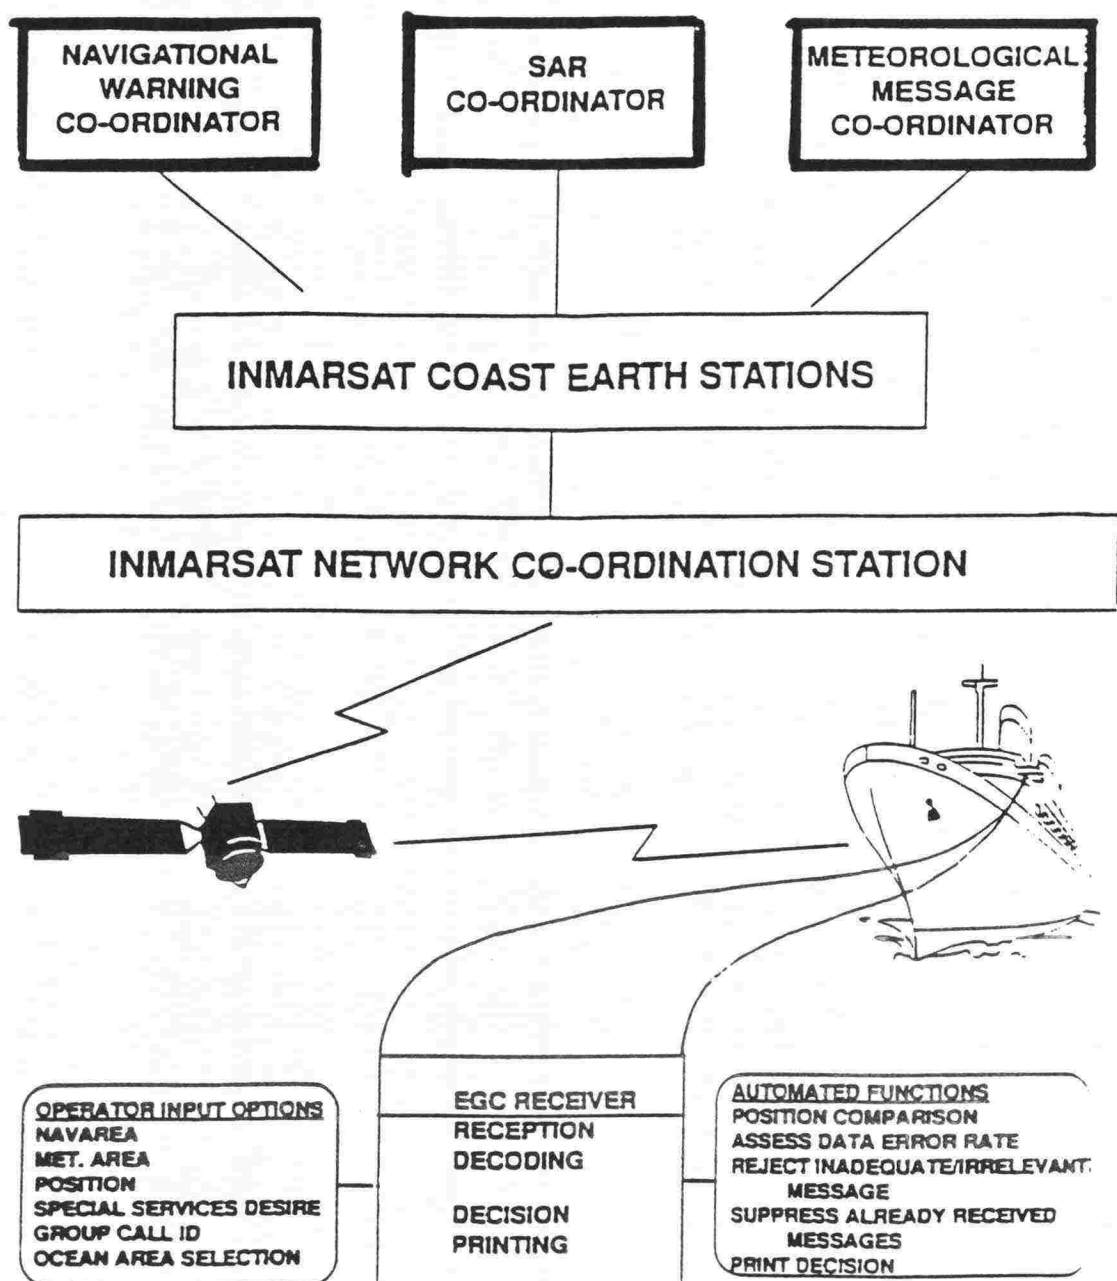 NAVIGATIONAL
WARNING
CO-ORDINATOR
SAR
CO-ORDINATOR
METEOROLOGICAL
MESSAGE
CO-ORDINATOR
INMARSAT COAST EARTH STATIONS
INMARSAT NETWORK CO-ORDINATION STATION
OPERATOR INPUT OPTIONS
NAVAREA
MET. AREA
POSITION
SPECIAL SERVICES DESIRE
GROUP CALL ID
OCEAN AREA SELECTION
EGC RECEIVER
RECEPTION
DECODING
DECISION
PRINTING
AUTOMATED FUNCTIONS
POSITION COMPARISON
ASSESS DATA ERROR RATE
REJECT INADEQUATE/IRRELEVANT
MESSAGE
SUPPRESS ALREADY RECEIVED
MESSAGES
PRINT DECISION